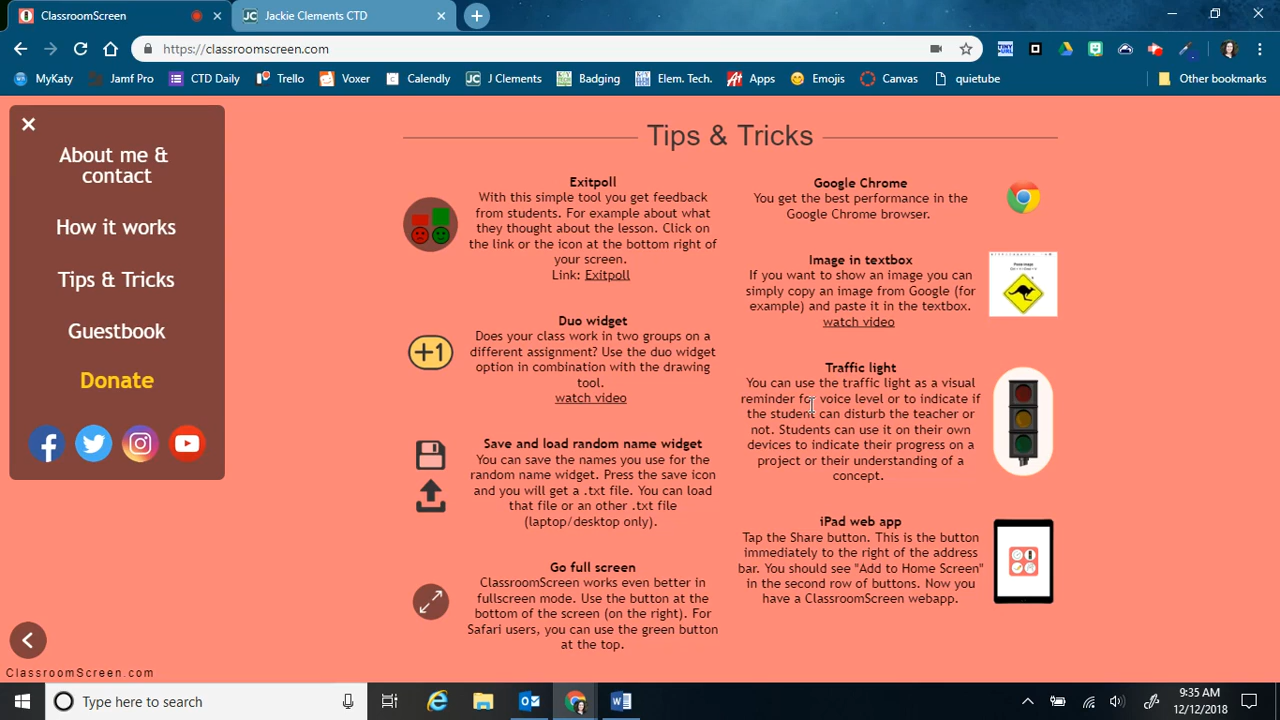 ClassroomScreen
Jackie Clements CTD
https://classroomscreen.com
MyKaty
Jamf Pro
CTD Daily
Trello
Voxer
Calendly
J Clements
Badging
Elem. Tech.
Apps
Emojis
Canvas
quietube
Other bookmarks
About me &
contact
How it works
Tips & Tricks
Guestbook
Donate
Tips & Tricks
Exitpoll
With this simple tool you get feedback
from students. For example about what
they thought about the lesson. Click on
the link or the icon at the bottom right of
your screen.
Link: Exitpoll
+1
Duo widget
Does your class work in two groups on a
different assignment? Use the duo widget
option in combination with the drawing
tool.
watch video
Save and load random name widget
You can save the names you use for the
random name widget. Press the save icon
and you will get a .txt file. You can load
that file or an other .txt file
(laptop/desktop only).
Go full screen
ClassroomScreen works even better in
fullscreen mode. Use the button at the
bottom of the screen (on the right). For
Safari users, you can use the green button
at the top.
Google Chrome
You get the best performance in the
Google Chrome browser.
Image in textbox
If you want to show an image you can
simply copy an image from Google (for
example) and paste it in the textbox.
watch video
Traffic light
You can use the traffic light as a visual
reminder for voice level or to indicate if
the student can disturb the teacher or
not. Students can use it on their own
devices to indicate their progress on a
project or their understanding of a
concept.
iPad web app
Tap the Share button. This is the button
immediately to the right of the address
bar. You should see "Add to Home Screen"
in the second row of buttons. Now you
have a ClassroomScreen webapp.
ClassroomScreen.com
Type here to search
9:35 AM
12/12/2018